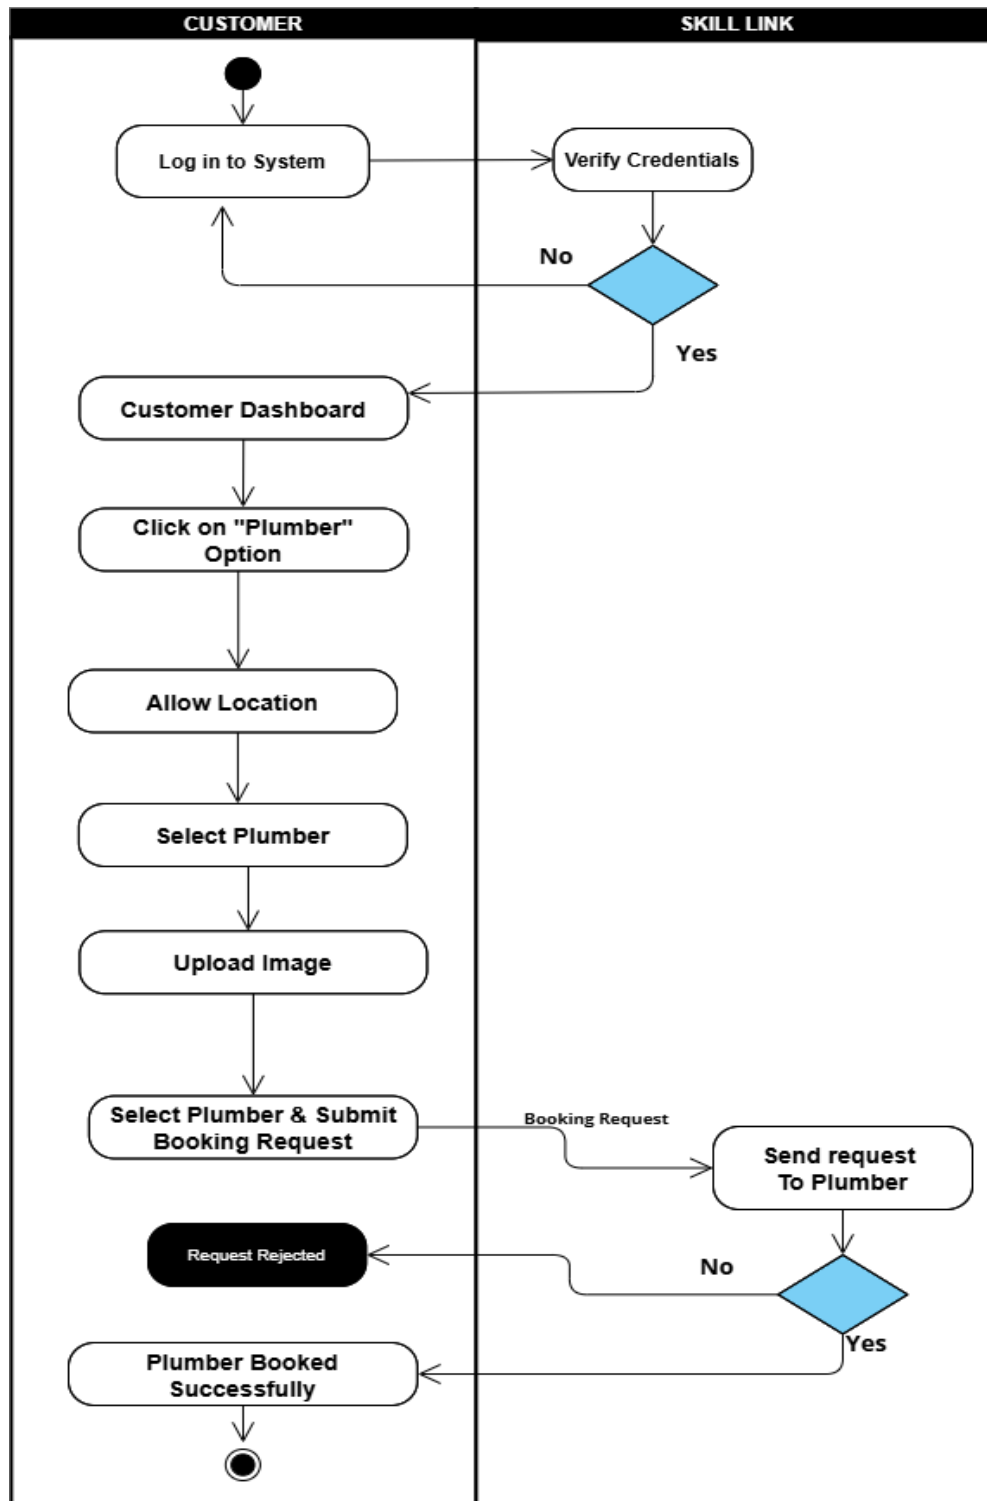 CUSTOMER
SKILL LINK
Log in to System
Verify Credentials
No
Yes
Customer Dashboard
Click on "Plumber"
Option
Allow Location
Select Plumber
Upload Image
Select Plumber & Submit
Booking Request
Booking Request
Send request
To Plumber
Request Rejected
No
Yes
Plumber Booked
Successfully